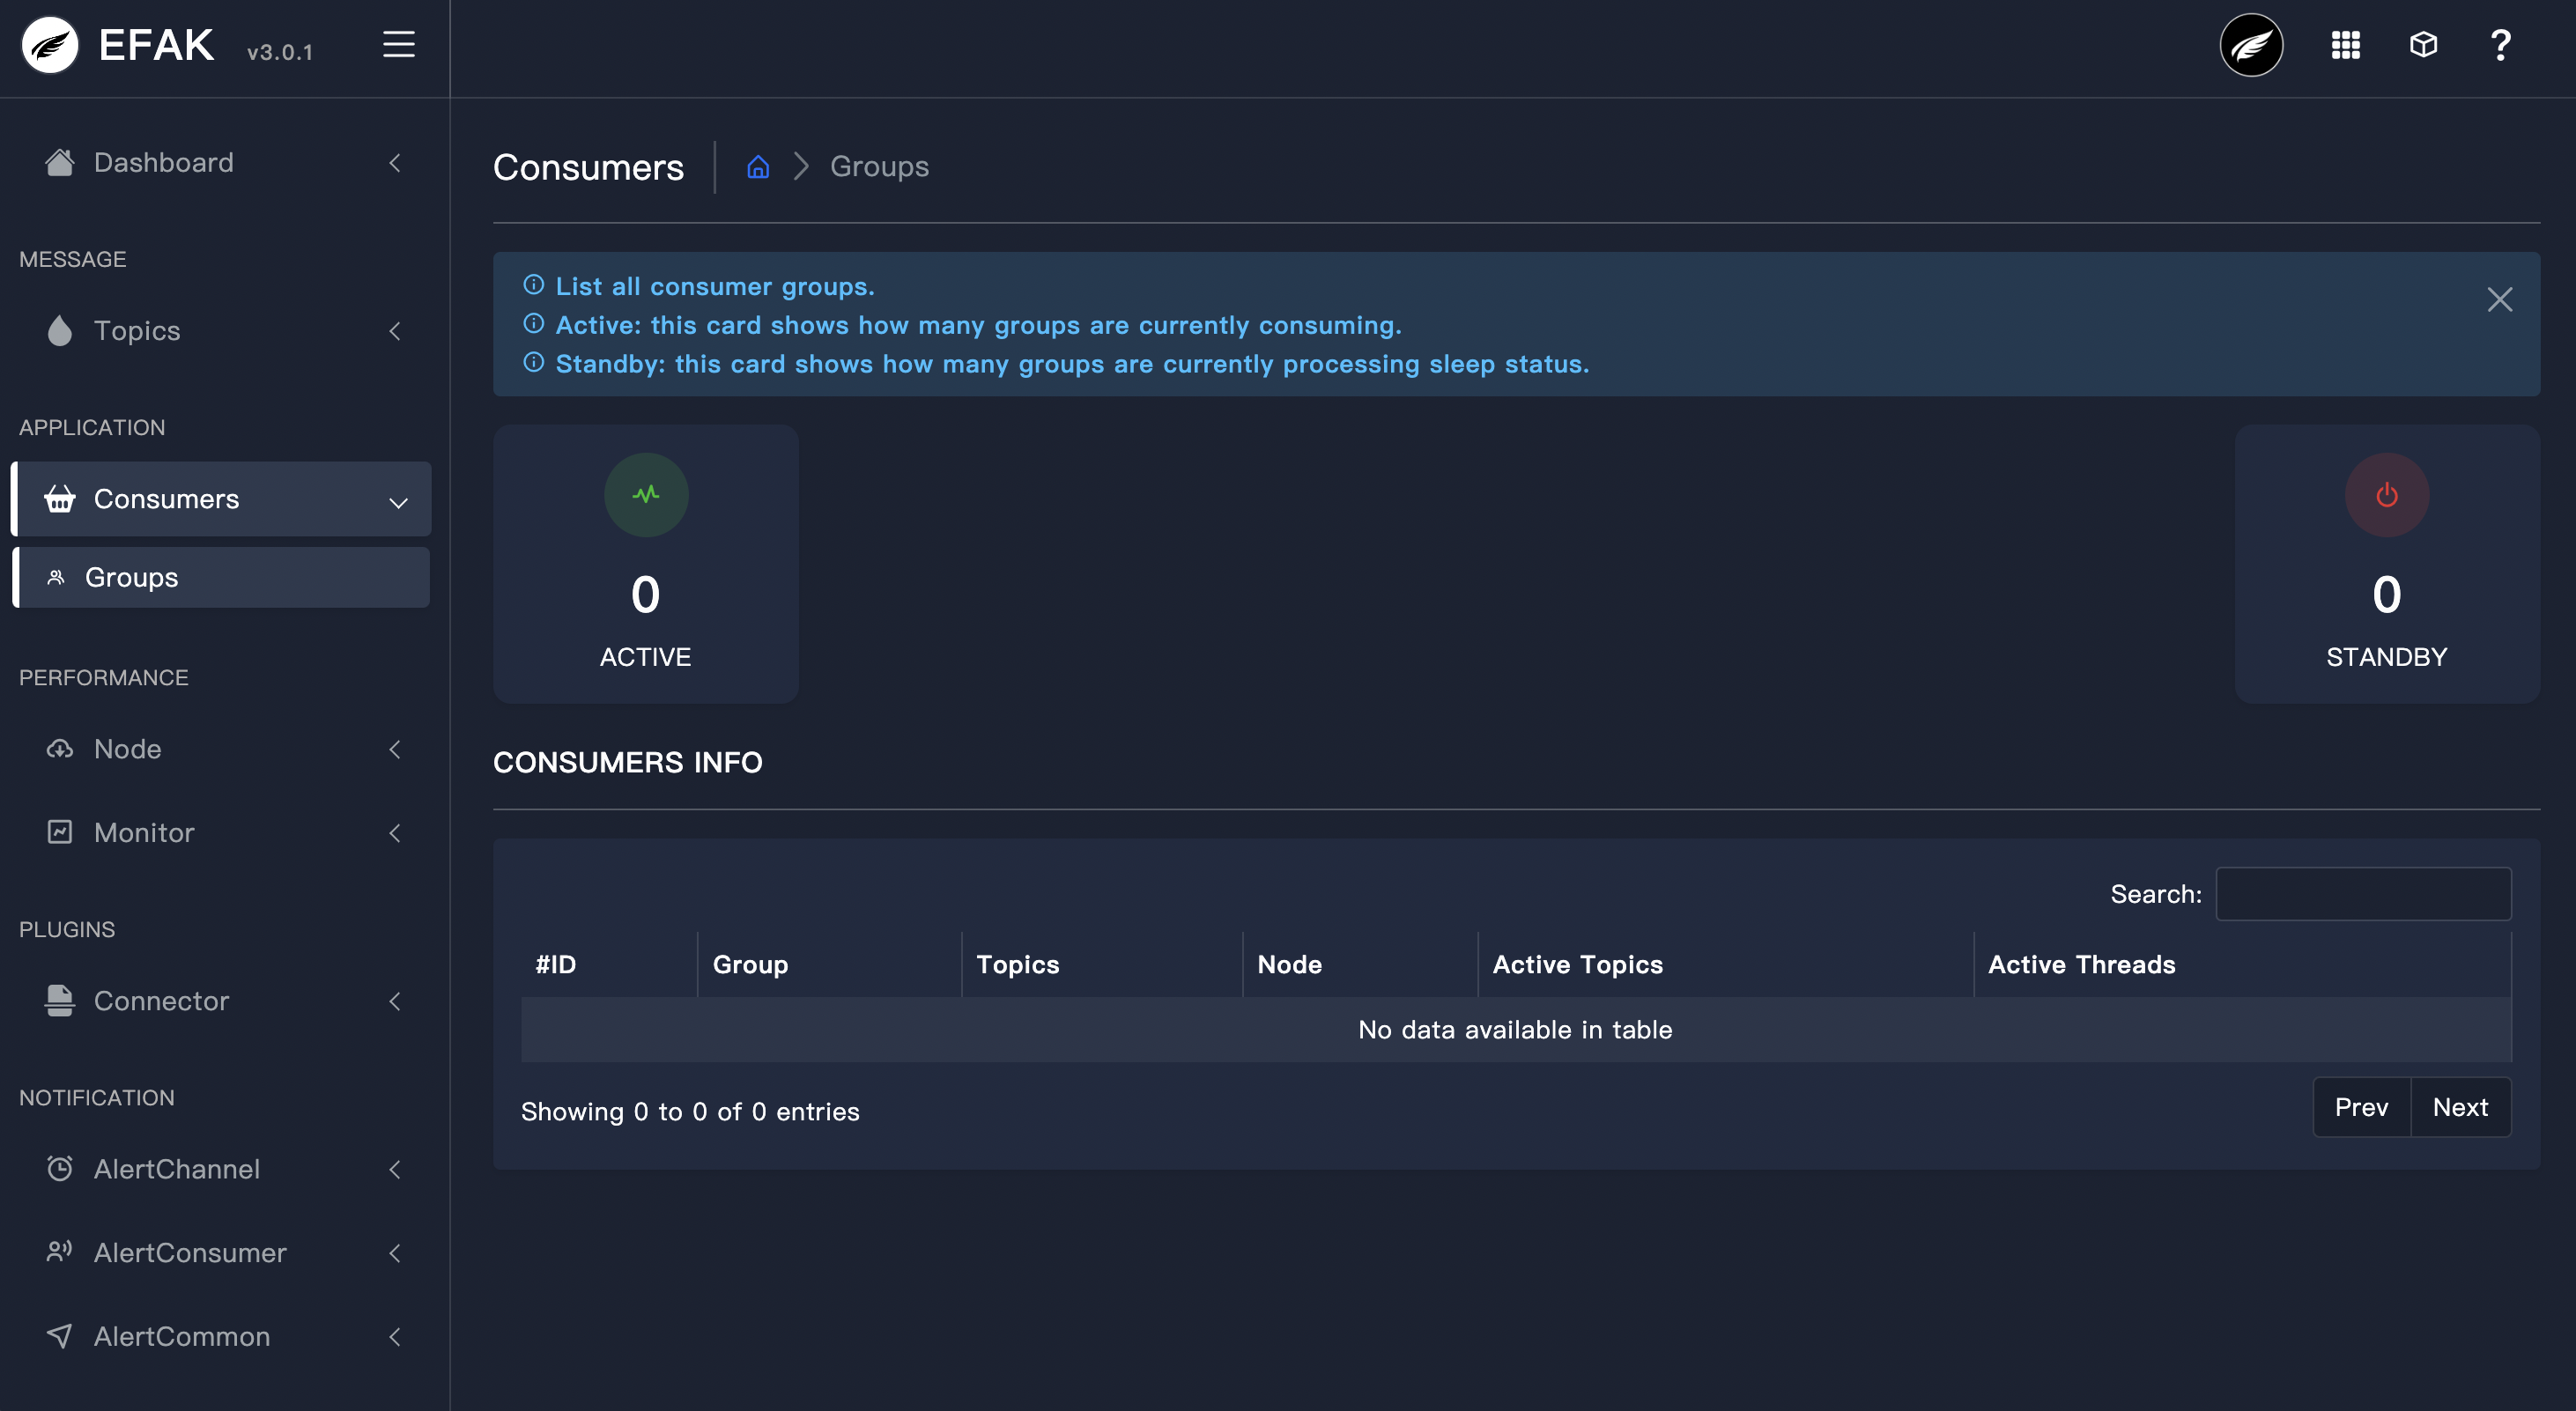 EFAK v3.0.1
Dashboard
MESSAGE
Topics
APPLICATION
Consumers
Groups
PERFORMANCE
Node
Monitor
PLUGINS
Connector
NOTIFICATION
AlertChannel
AlertConsumer
AlertCommon
?
Consumers Groups
List all consumer groups.
Active: this card shows how many groups are currently consuming.
Standby: this card shows how many groups are currently processing sleep status.
0
ACTIVE
0
STANDBY
CONSUMERS INFO
Search:
#ID Group Topics Node Active Topics Active Threads
No data available in table
Showing 0 to 0 of 0 entries
Prev Next